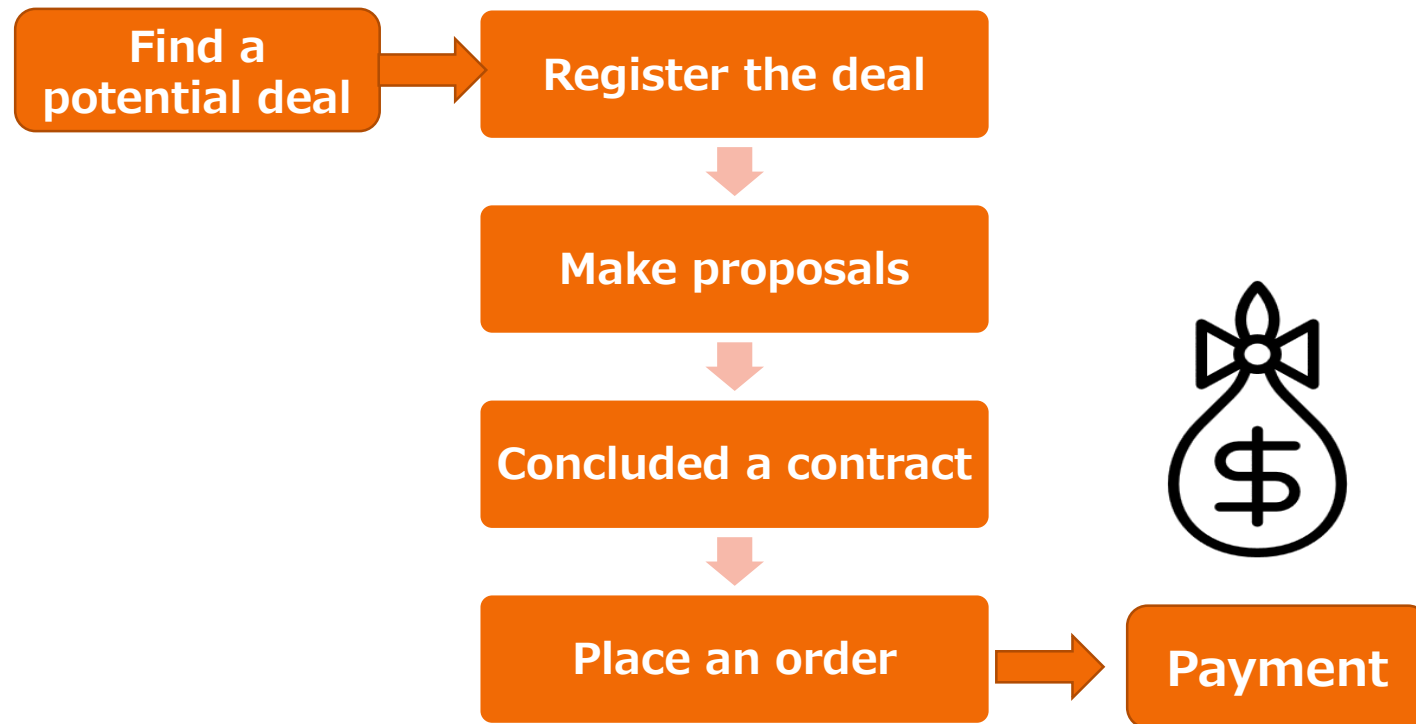 Find a
potential deal
Register the deal
Make proposals
Concluded a contract
Place an order
Payment
$